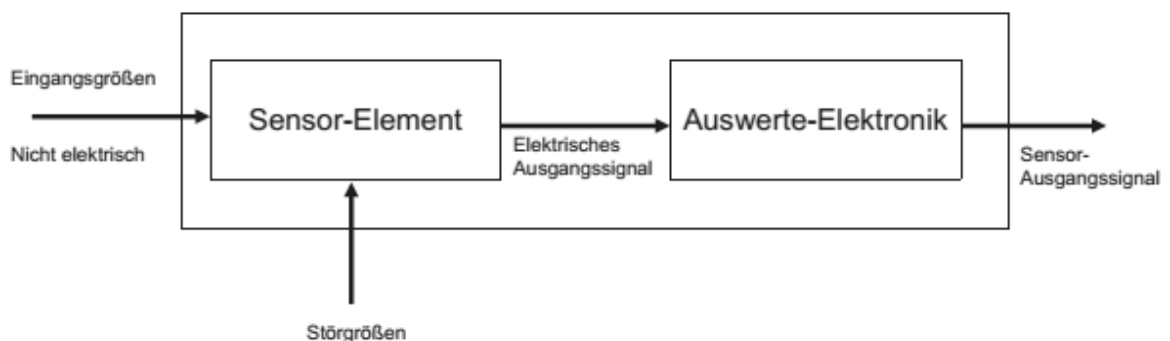 Eingangsgrößen
Nicht elektrisch
Sensor-Element
Elektrisches
Ausgangssignal
Auswerte-Elektronik
Sensor-
Ausgangssignal
Störgrößen